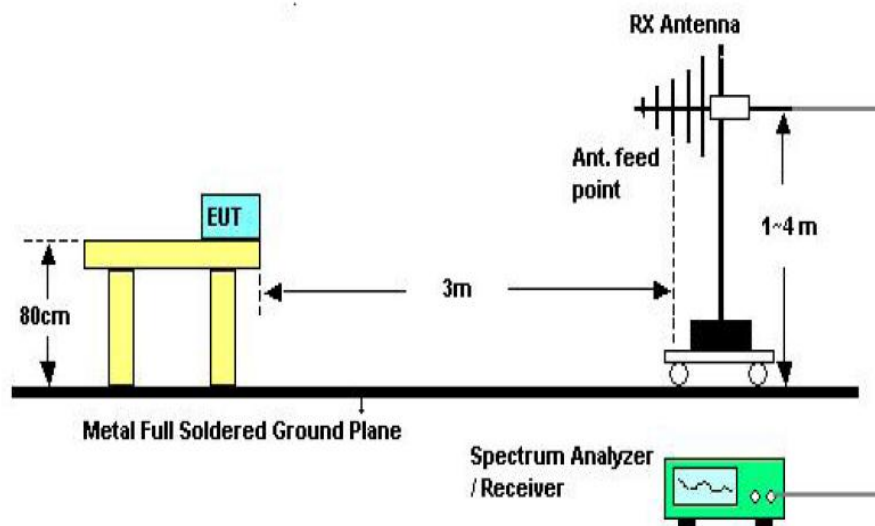 RX Antenna
Ant. feed
point
EUT
1~4 m
3m
80cm
Metal Full Soldered Ground Plane
Spectrum Analyzer
/ Receiver